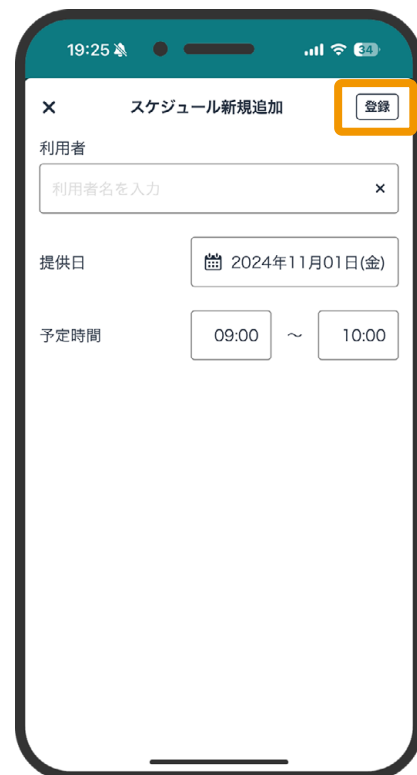 19:25 34
× スケジュール新規追加 登録
利用者
利用者名を入力 ×
提供日 2024年11月01日(金)
予定時間 09:00 ～ 10:00